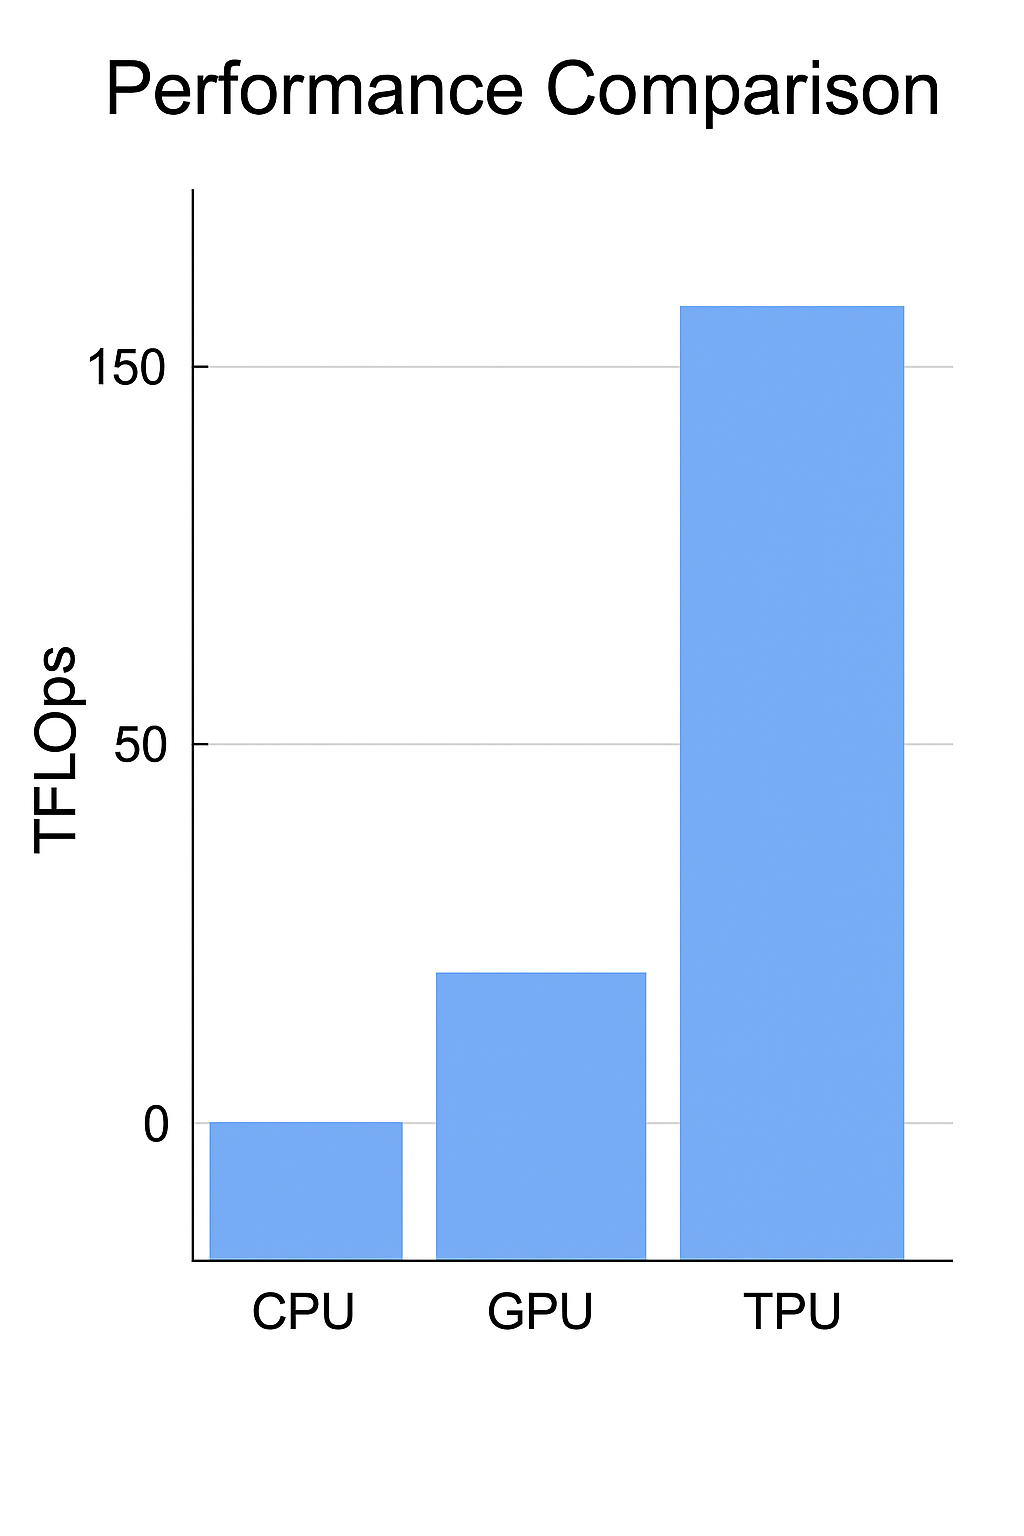 Performance Comparison
150
50
0
TFLOps
CPU GPU TPU